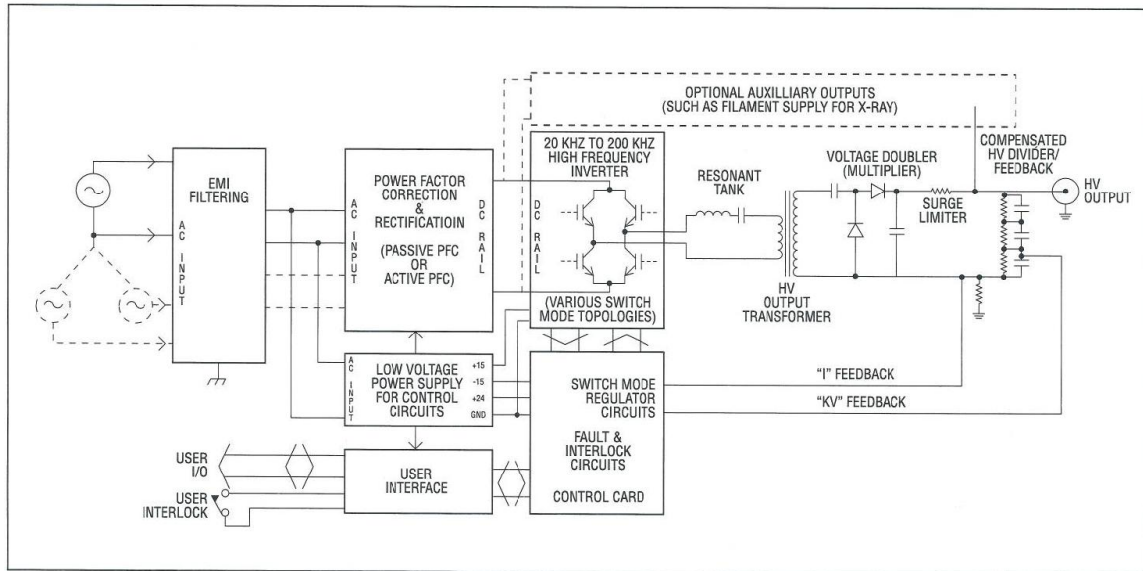 OPTIONAL AUXILLIARY OUTPUTS
(SUCH AS FILAMENT SUPPLY FOR X-RAY)
EMI
FILTERING
AC INPUT
POWER FACTOR
CORRECTION
&
RECTIFICATIOIN
(PASSIVE PFC
OR
ACTIVE PFC)
AC INPUT
DC RAIL
20 KHZ TO 200 KHZ
HIGH FREQUENCY
INVERTER
DC RAIL
(VARIOUS SWITCH
MODE TOPOLOGIES)
RESONANT
TANK
HV
OUTPUT
TRANSFORMER
VOLTAGE DOUBLER
(MULTIPLIER)
SURGE
LIMITER
COMPENSATED
HV DIVIDER/
FEEDBACK
HV
OUTPUT
AC INPUT
LOW VOLTAGE
POWER SUPPLY
FOR CONTROL
CIRCUITS
+15
-15
+24
GND
SWITCH MODE
REGULATOR
CIRCUITS
FAULT &
INTERLOCK
CIRCUITS
CONTROL CARD
"I" FEEDBACK
"KV" FEEDBACK
USER
I/O
USER
INTERLOCK
USER
INTERFACE